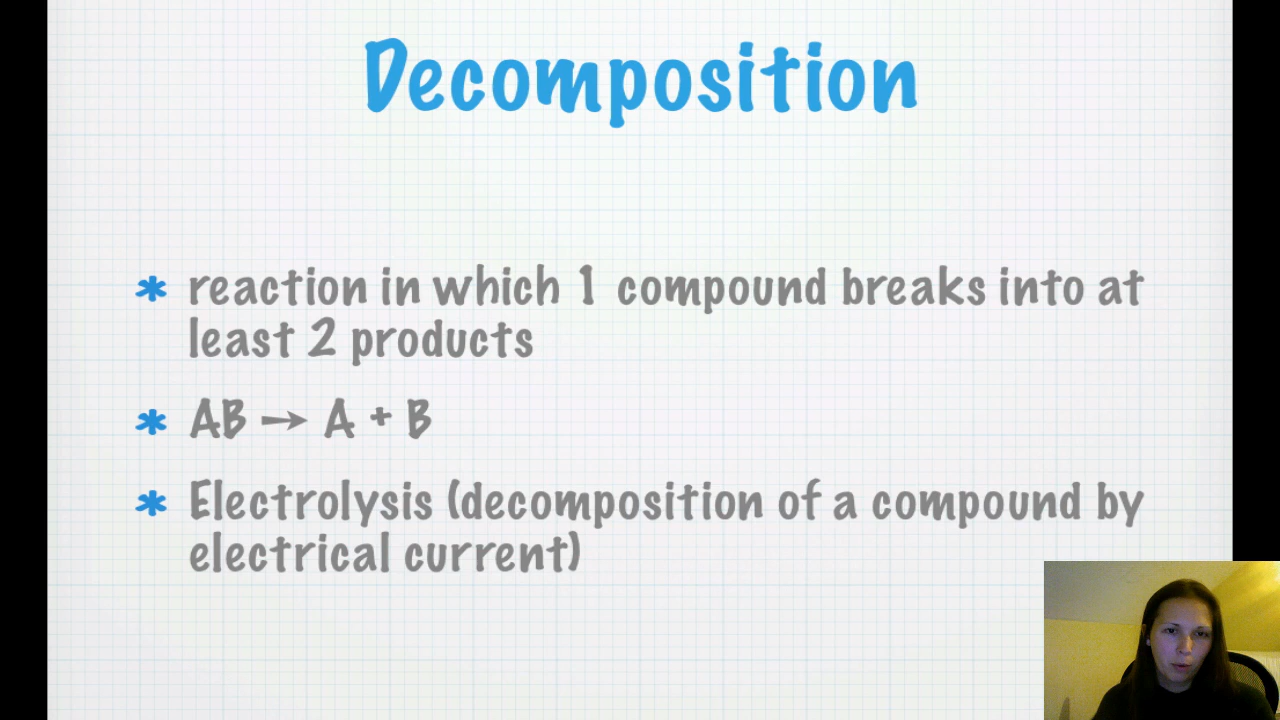 Decomposition
* reaction in which 1 compound breaks into at
least 2 products
* AB → A + B
* Electrolysis (decomposition of a compound by
electrical current)